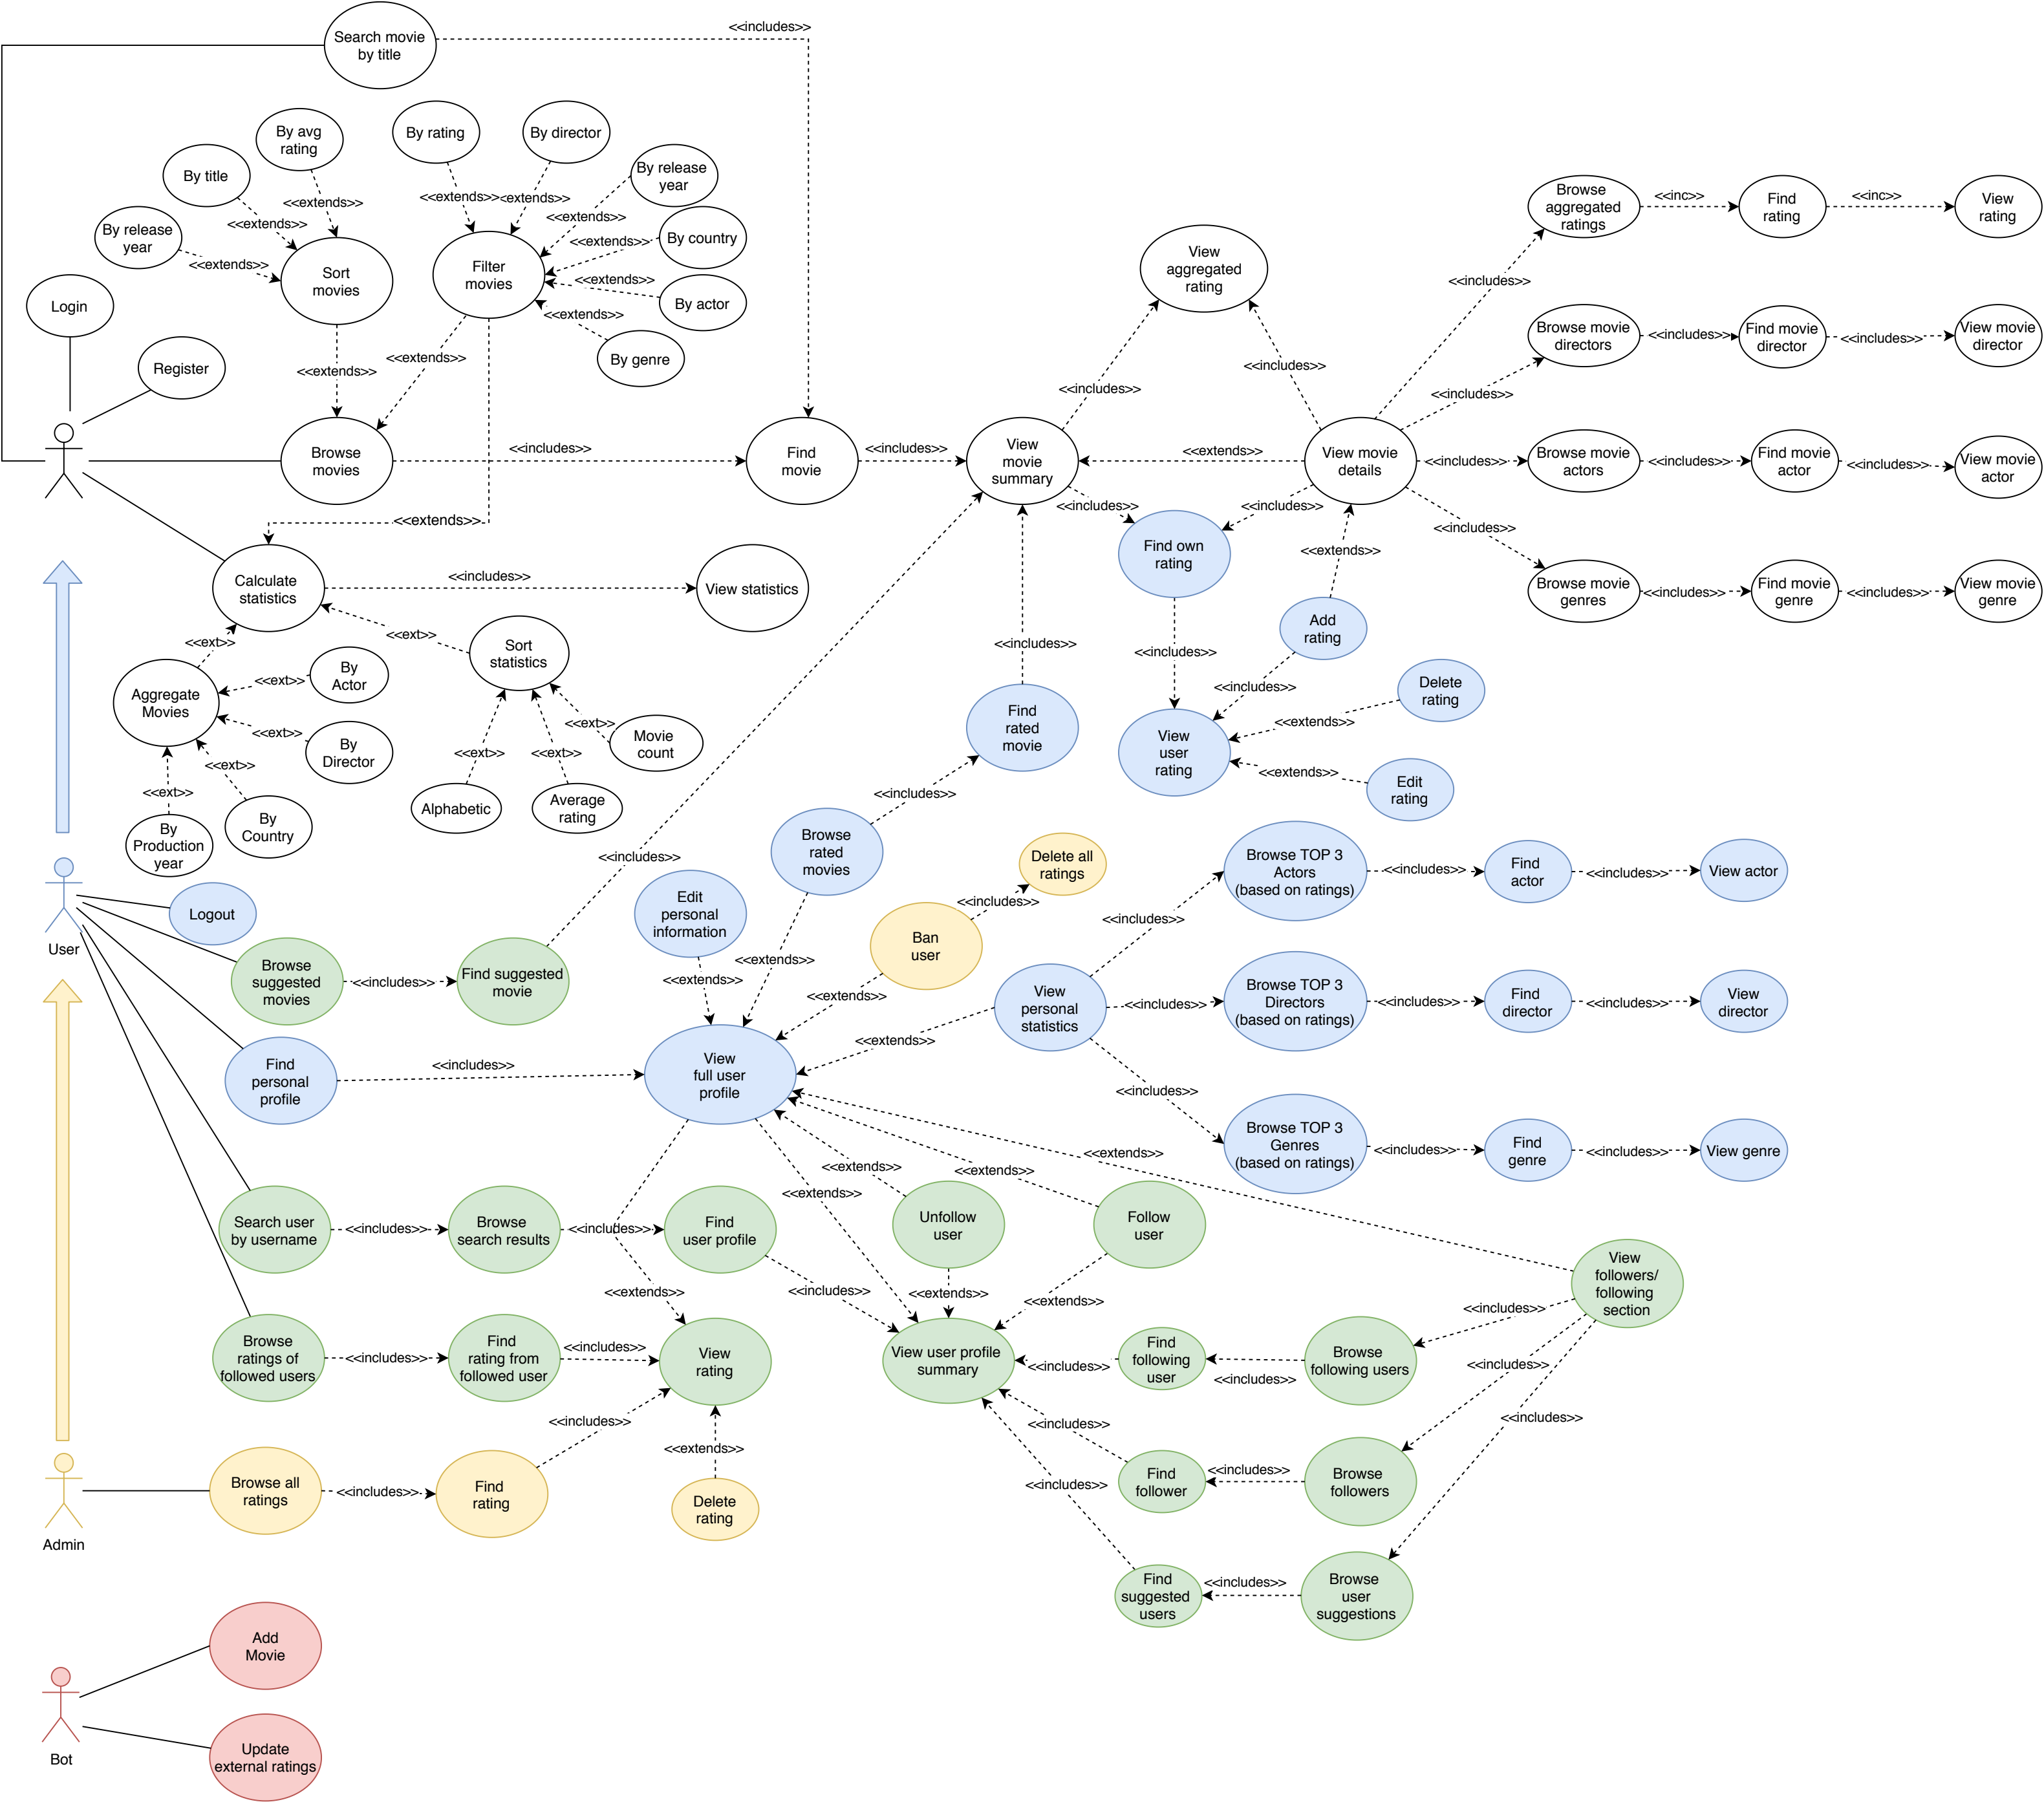 Search movie
by title
<<includes>>
By avg
rating
By rating
By director
By title
By release
year
By release
year
<<extends>>
<<extends>>
<<extends>>
<<extends>>
<<extends>>
<<extends>>
By country
<<extends>>
<<extends>>
By actor
<<extends>>
By genre
Sort
movies
Filter
movies
Login
Register
<<extends>>
<<extends>>
Browse
movies
<<includes>>
Find
movie
<<includes>>
View
movie
summary
<<extends>>
View movie
details
View
aggregated
rating
<<includes>>
<<includes>>
<<includes>>
Browse
aggregated
ratings
<<inc>>
Find
rating
<<inc>>
View
rating
<<includes>>
Browse movie
directors
<<includes>>
Find movie
director
<<includes>>
View movie
director
<<includes>>
Browse movie
actors
<<includes>>
Find movie
actor
<<includes>>
View movie
actor
<<includes>>
Browse movie
genres
<<includes>>
Find movie
genre
<<includes>>
View movie
genre
<<includes>>
<<includes>>
Find own
rating
<<extends>>
Add
rating
<<includes>>
<<includes>>
Delete
rating
<<extends>>
View
user
rating
<<extends>>
Edit
rating
<<extends>>
Calculate
statistics
<<includes>>
View statistics
<<ext>>
<<ext>>
Sort
statistics
Aggregate
Movies
<<ext>>
By
Actor
<<ext>>
By
Director
<<ext>>
<<ext>>
By
Production
year
By
Country
<<ext>>
<<ext>>
<<ext>>
Movie
count
Alphabetic
Average
rating
<<includes>>
Find
rated
movie
<<includes>>
Browse
rated
movies
<<includes>>
User
Logout
Browse
suggested
movies
<<includes>>
Find suggested
movie
Edit
personal
information
<<extends>>
<<extends>>
Delete all
ratings
<<includes>>
Ban
user
<<extends>>
View
personal
statistics
<<extends>>
<<includes>>
Browse TOP 3
Actors
(based on ratings)
<<includes>>
Find
actor
<<includes>>
View actor
<<includes>>
Browse TOP 3
Directors
(based on ratings)
<<includes>>
Find
director
<<includes>>
View
director
<<includes>>
Browse TOP 3
Genres
(based on ratings)
<<includes>>
Find
genre
<<includes>>
View genre
Find
personal
profile
<<includes>>
View
full user
profile
<<extends>>
<<extends>>
<<extends>>
<<extends>>
Search user
by username
<<includes>>
Browse
search results
<<includes>>
Find
user profile
Unfollow
user
Follow
user
View
followers/
following
section
<<includes>>
<<extends>>
<<extends>>
<<extends>>
<<includes>>
Browse
ratings of
followed users
<<includes>>
Find
rating from
followed user
<<includes>>
View
rating
View user profile
summary
<<includes>>
Find
following
user
<<includes>>
Browse
following users
<<includes>>
<<includes>>
<<includes>>
<<extends>>
<<includes>>
Find
follower
<<includes>>
Browse
followers
Admin
Browse all
ratings
<<includes>>
Find
rating
Delete
rating
<<includes>>
Find
suggested
users
<<includes>>
Browse
user
suggestions
Add
Movie
Bot
Update
external ratings